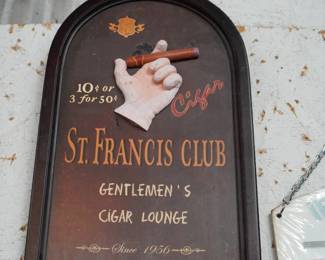 10¢ or
3 for 50¢
Cigar
ST. FRANCIS CLUB
GENTLEMEN'S
CIGAR LOUNGE
Since 1956